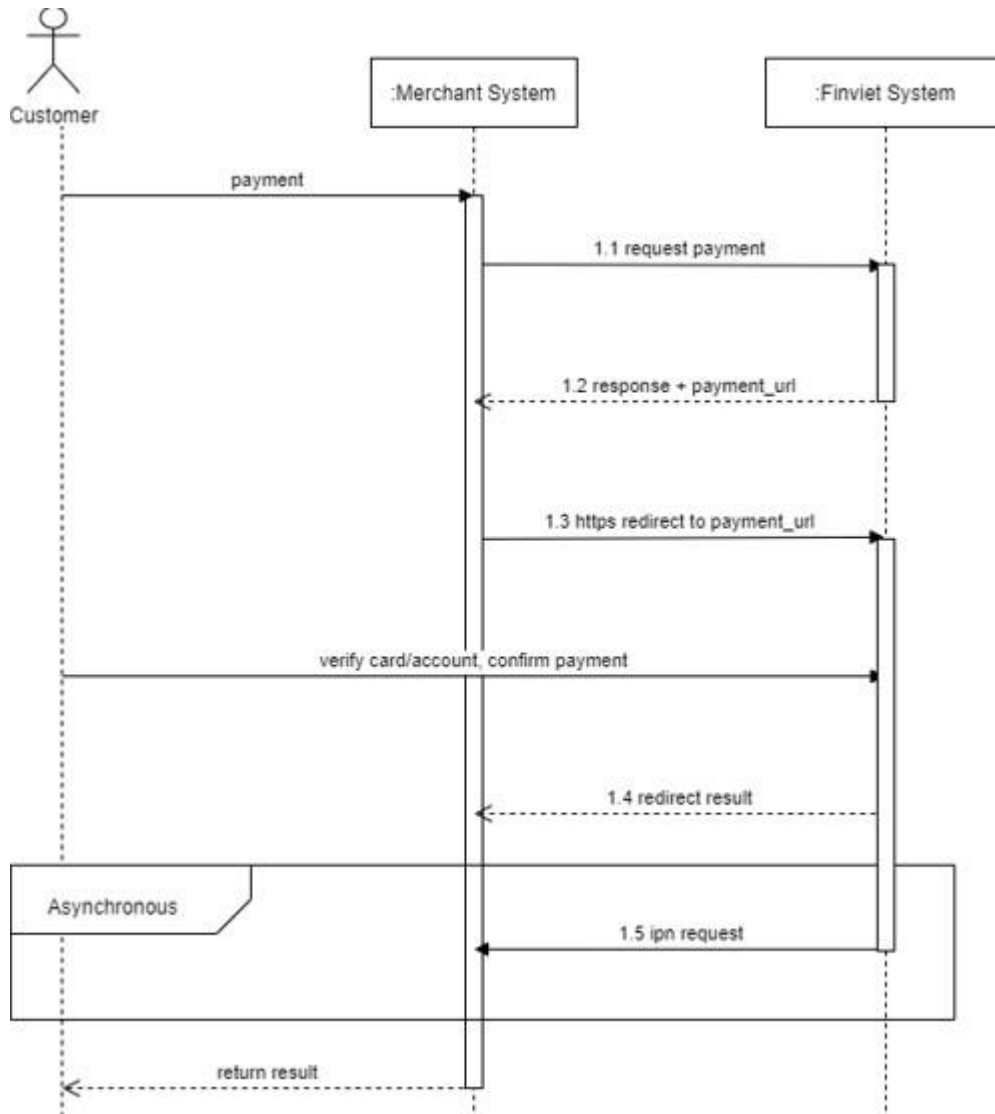 Customer
:Merchant System
:Finviet System
payment
1.1 request payment
1.2 response + payment_url
1.3 https redirect to payment_url
verify card/account, confirm payment
1.4 redirect result
Asynchronous
1.5 ipn request
return result